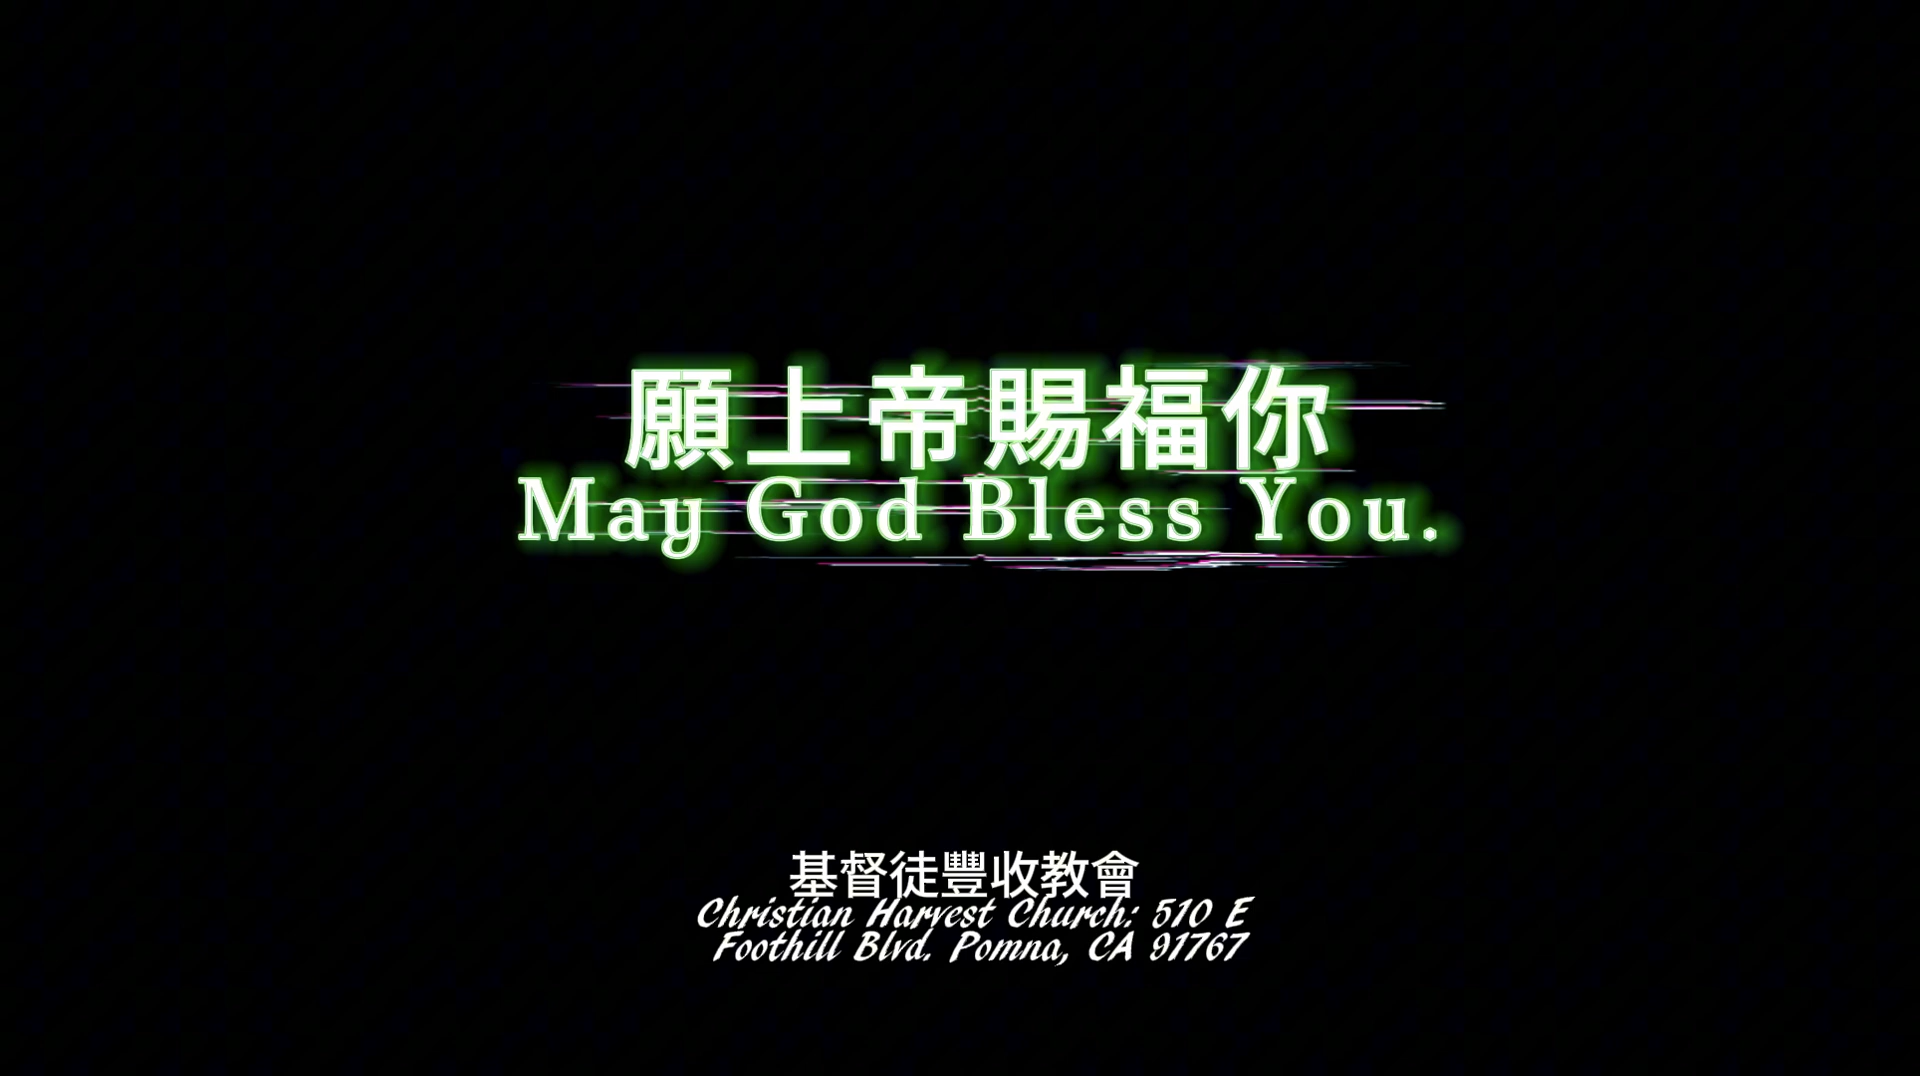 願上帝賜福你
May God Bless You.
基督徒豐收教會
Christian Harvest Church: 510 E
Foothill Blvd. Pomna, CA 91767